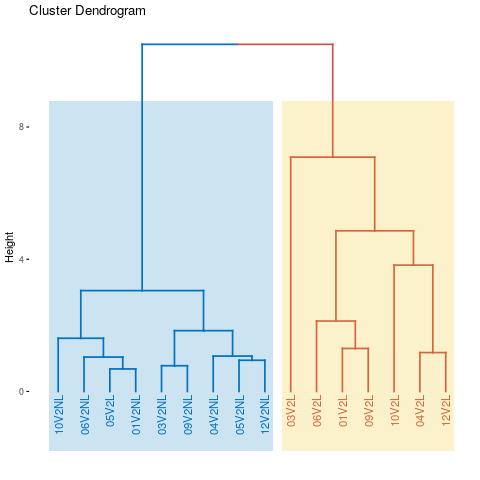 Cluster Dendrogram
Height
8
4
0
10V2NL
06V2NL
05V2L
01V2NL
03V2NL
09V2NL
04V2NL
05V2NL
12V2NL
03V2L
06V2L
01V2L
09V2L
10V2L
04V2L
12V2L